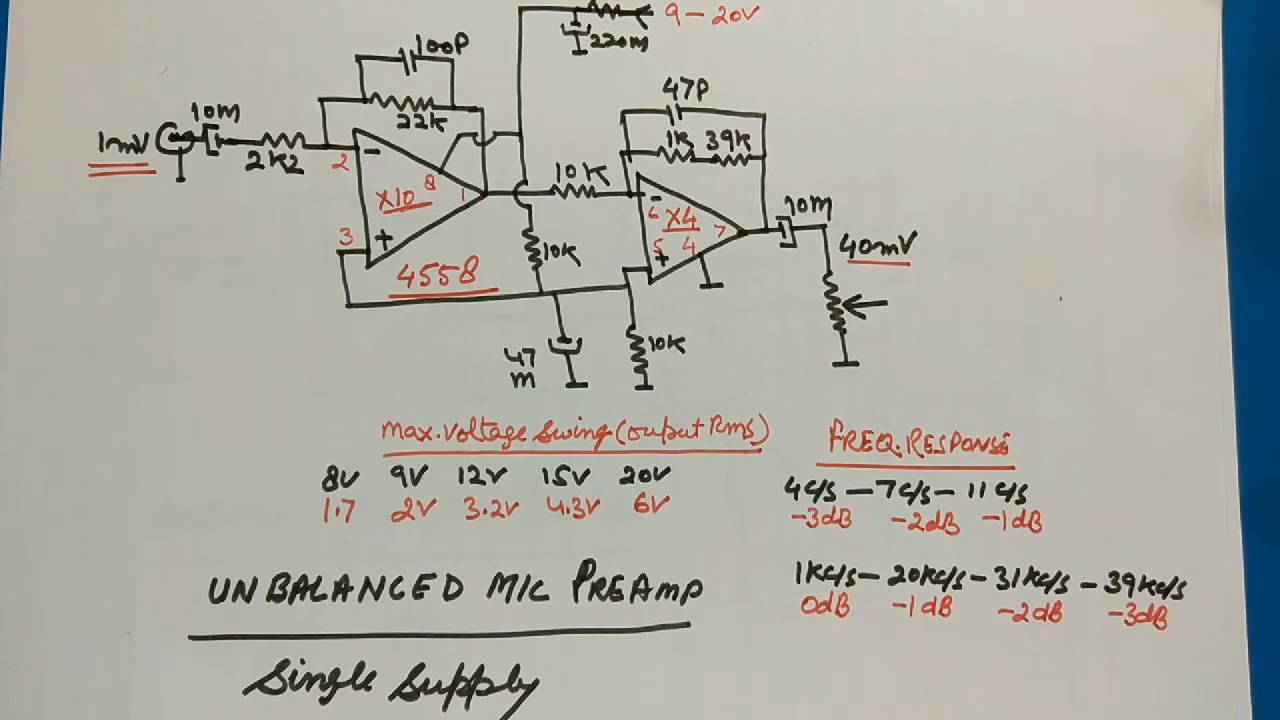 9-20V
220M
100P
10M
22K
47P
1K 39K
1mV
2K2
2
8
X10
1
10K
6 X4
10M
3
5 4 7
10K
40mV
4558
10K
47
M
max.voltage swing(output Rms)
8V 9V 12V 15V 20V
1.7 2V 3.2V 4.3V 6V
FREQ.RESPONSE
4C/S - 7C/S - 11C/S
-3dB -2dB -1dB
1KC/S - 20KC/S - 31KC/S - 39KC/S
0dB -1dB -2dB -3dB
UNBALANCED MIC PREAMP
Single Supply